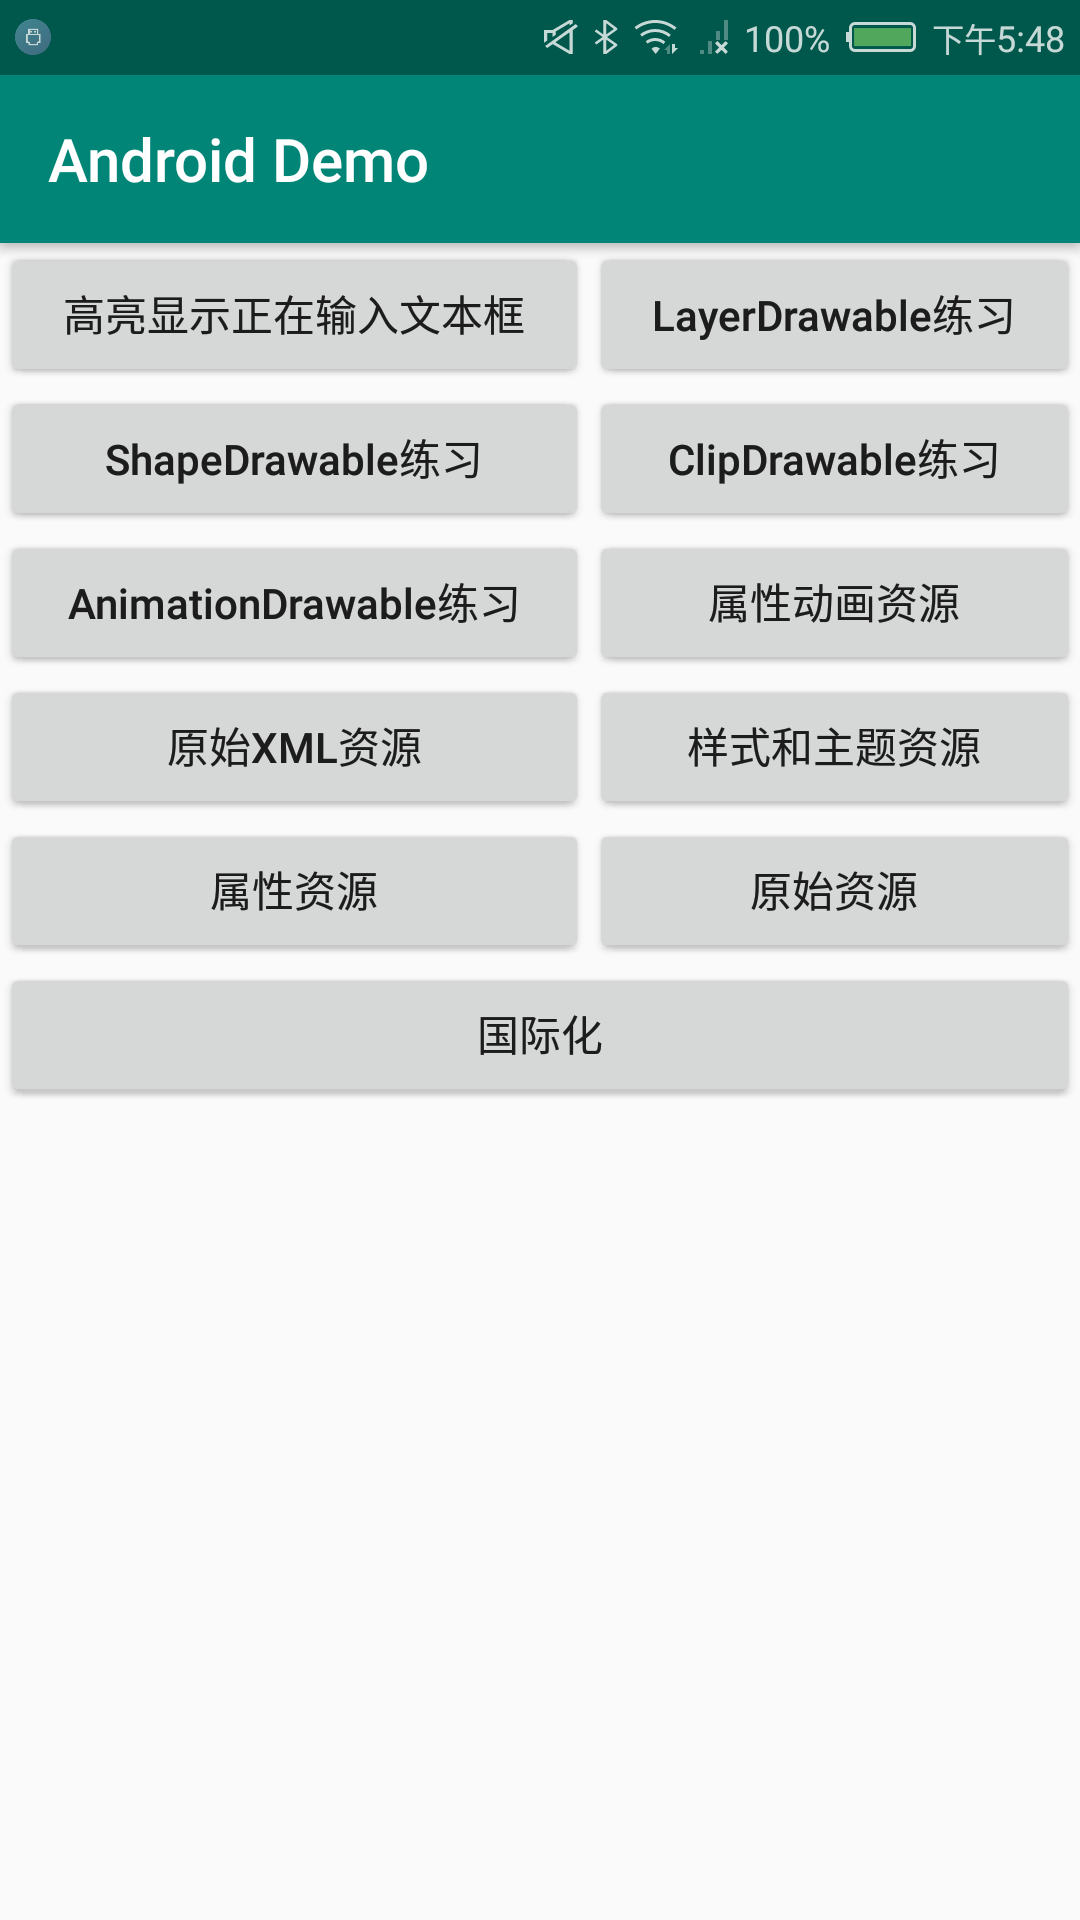 100% 下午5:48
Android Demo
高亮显示正在输入文本框 LayerDrawable练习
ShapeDrawable练习 ClipDrawable练习
AnimationDrawable练习 属性动画资源
原始XML资源 样式和主题资源
属性资源 原始资源
国际化